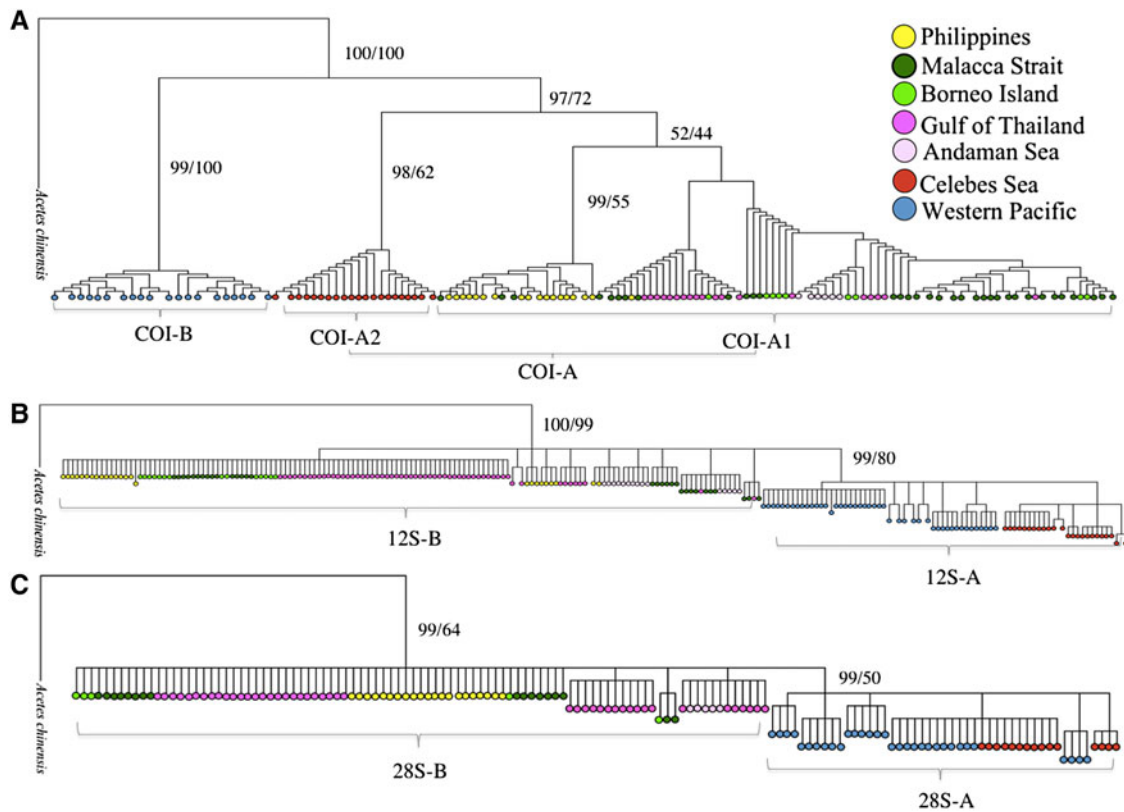 A
100/100
97/72
52/44
99/100
98/62
99/55
Philippines
Malacca Strait
Borneo Island
Gulf of Thailand
Andaman Sea
Celebes Sea
Western Pacific
Acetes chinensis
COI-B
COI-A2
COI-A1
COI-A
B
100/99
99/80
Acetes chinensis
12S-B
12S-A
C
99/64
99/50
Acetes chinensis
28S-B
28S-A